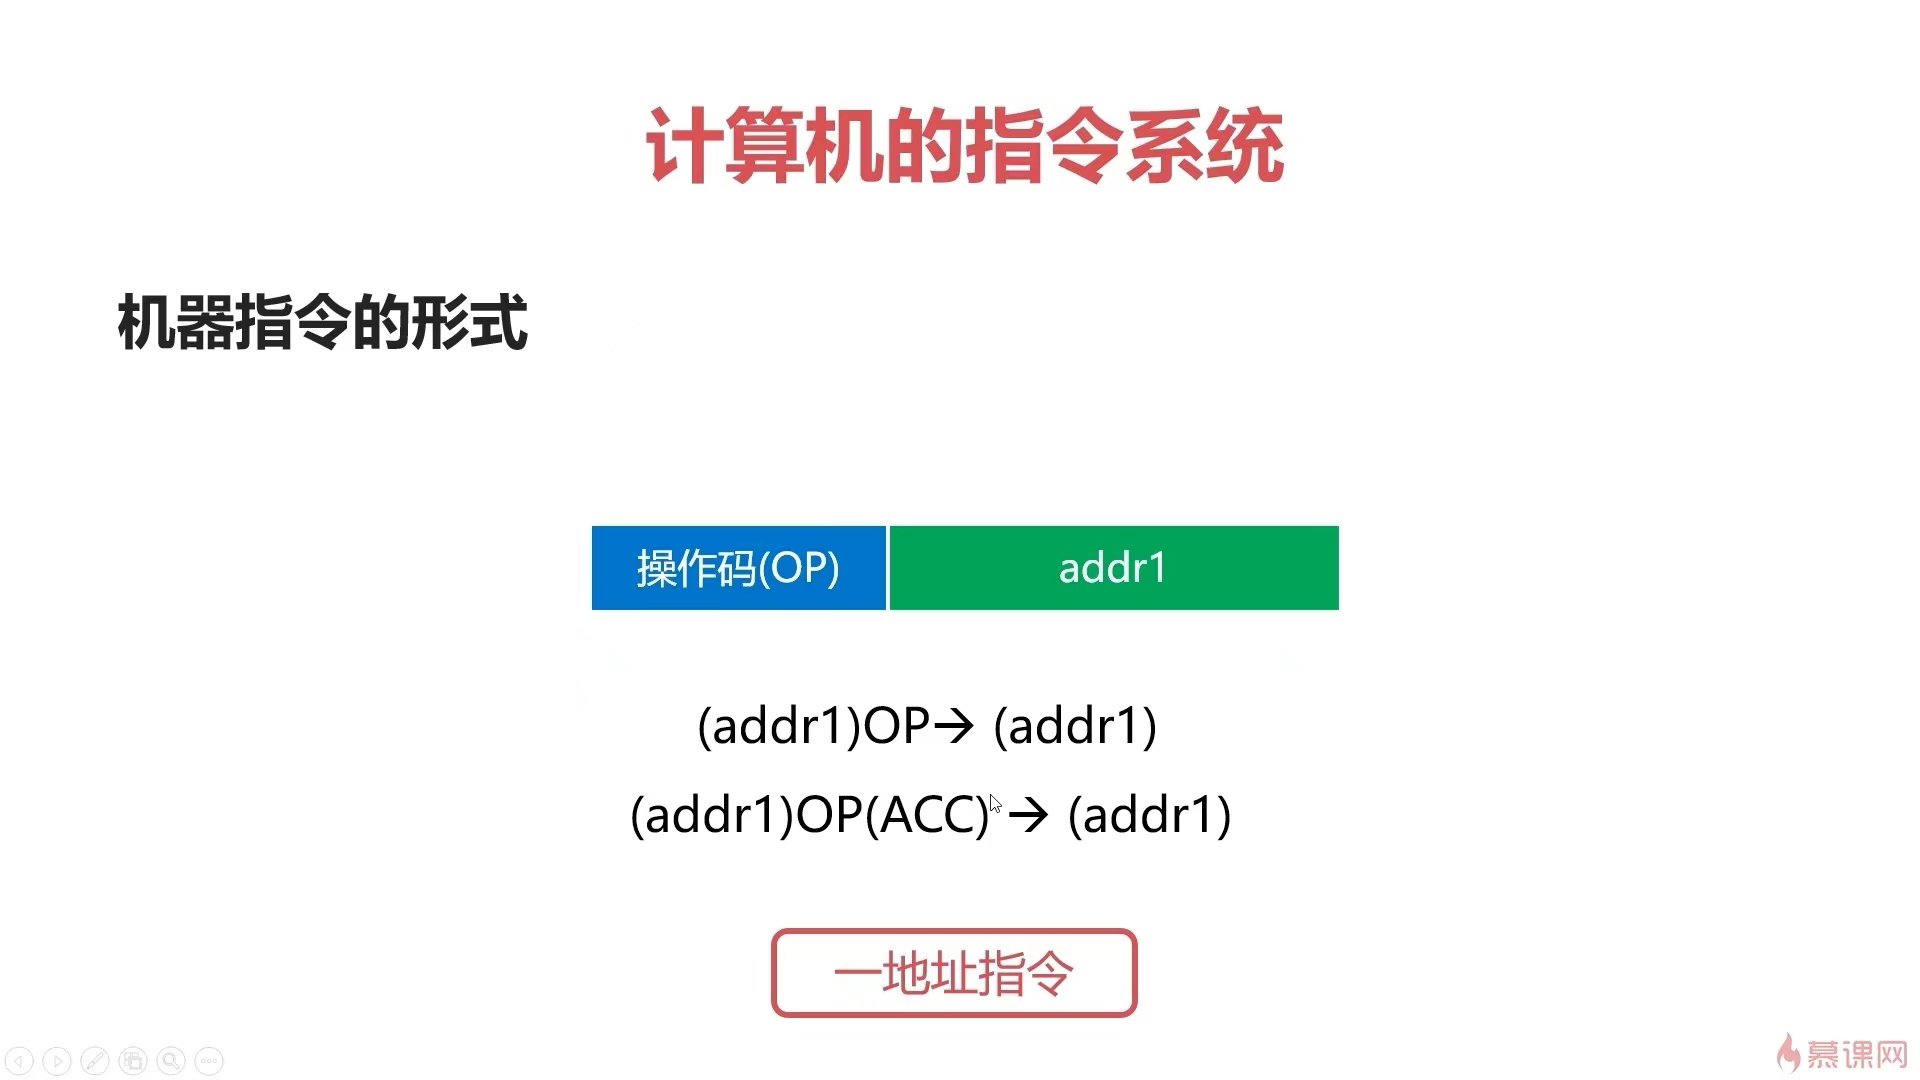 计算机的指令系统
机器指令的形式
操作码(OP) addr1
(addr1)OP→ (addr1)
(addr1)OP(ACC) → (addr1)
一地址指令
慕课网